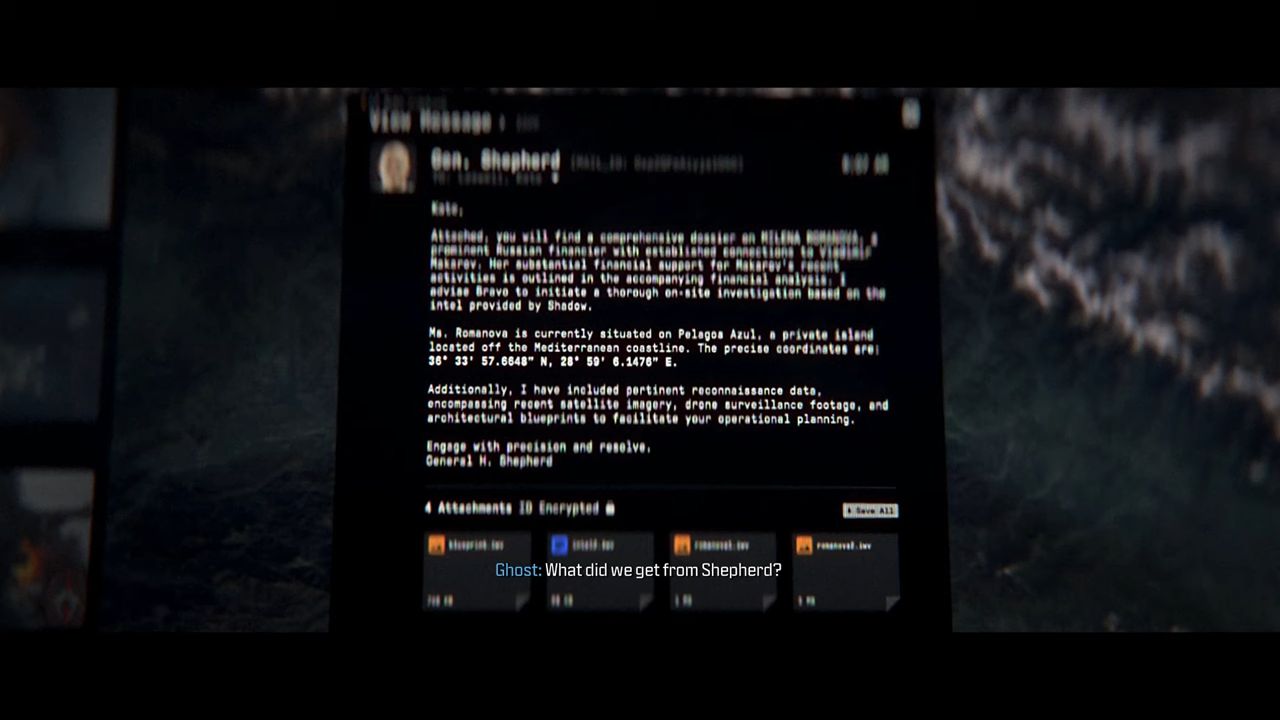 View Message
Gen. Shepherd
Kate,
Attached, you will find a comprehensive dossier on MILENA ROMANOVA, a
prominent Russian financier with established connections to Vladimir
Makarov. Her substantial financial support for Makarov's recent
activities is outlined in the accompanying financial analysis. I
advise Bravo to initiate a thorough on-site investigation based on the
intel provided by Shadow.
Ms. Romanova is currently situated on Pelagos Azul, a private island
located off the Mediterranean coastline. The precise coordinates are:
36° 33' 57.6648" N, 28° 59' 6.1476" E.
Additionally, I have included pertinent reconnaissance data,
encompassing recent satellite imagery, drone surveillance footage, and
architectural blueprints to facilitate your operational planning.
Engage with precision and resolve.
General H. Shepherd
4 Attachments ID Encrypted
Save All
blueprint.iwv
romanova1.iwv
romanova2.iwv
Ghost: What did we get from Shepherd?